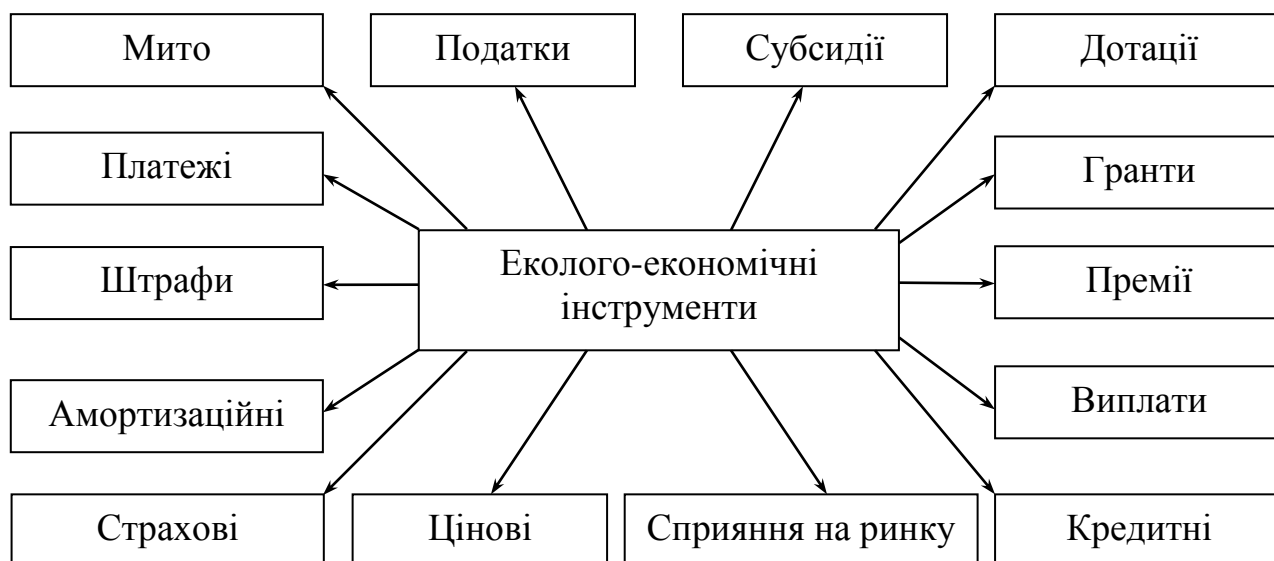 Мито
Податки
Субсидії
Дотації
Платежі
Гранти
Еколого-економічні
інструменти
Штрафи
Премії
Амортизаційні
Виплати
Страхові
Цінові
Сприяння на ринку
Кредитні